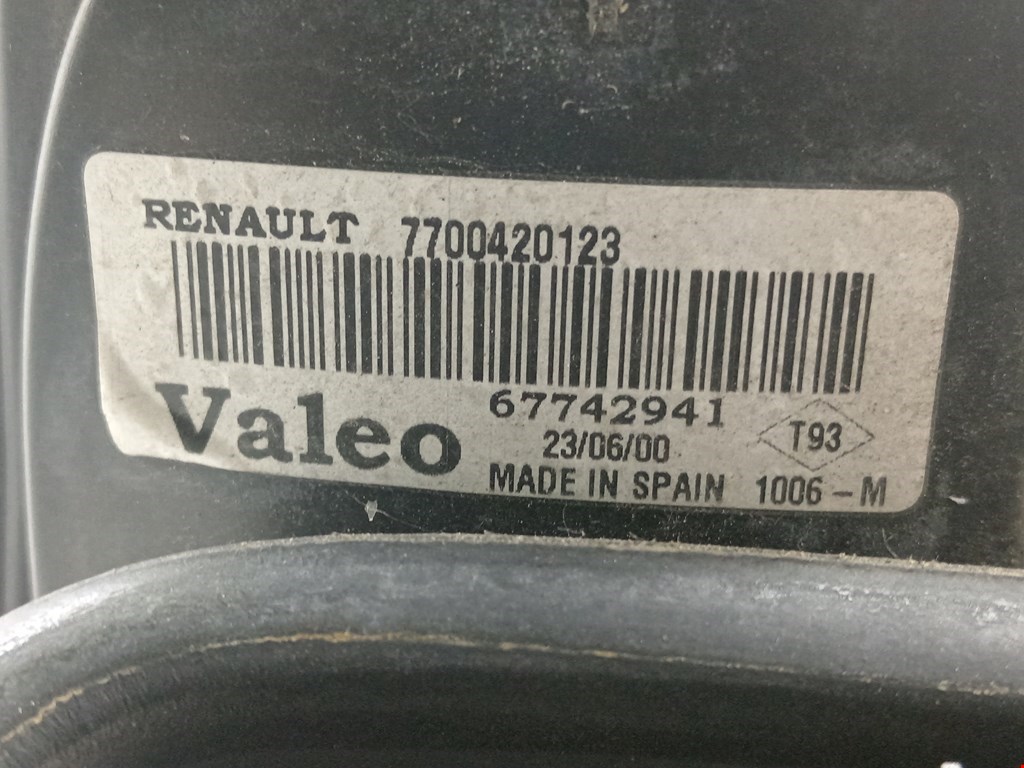 RENAULT 7700420123
Valeo 67742941
23/06/00 T93
MADE IN SPAIN 1006 - M